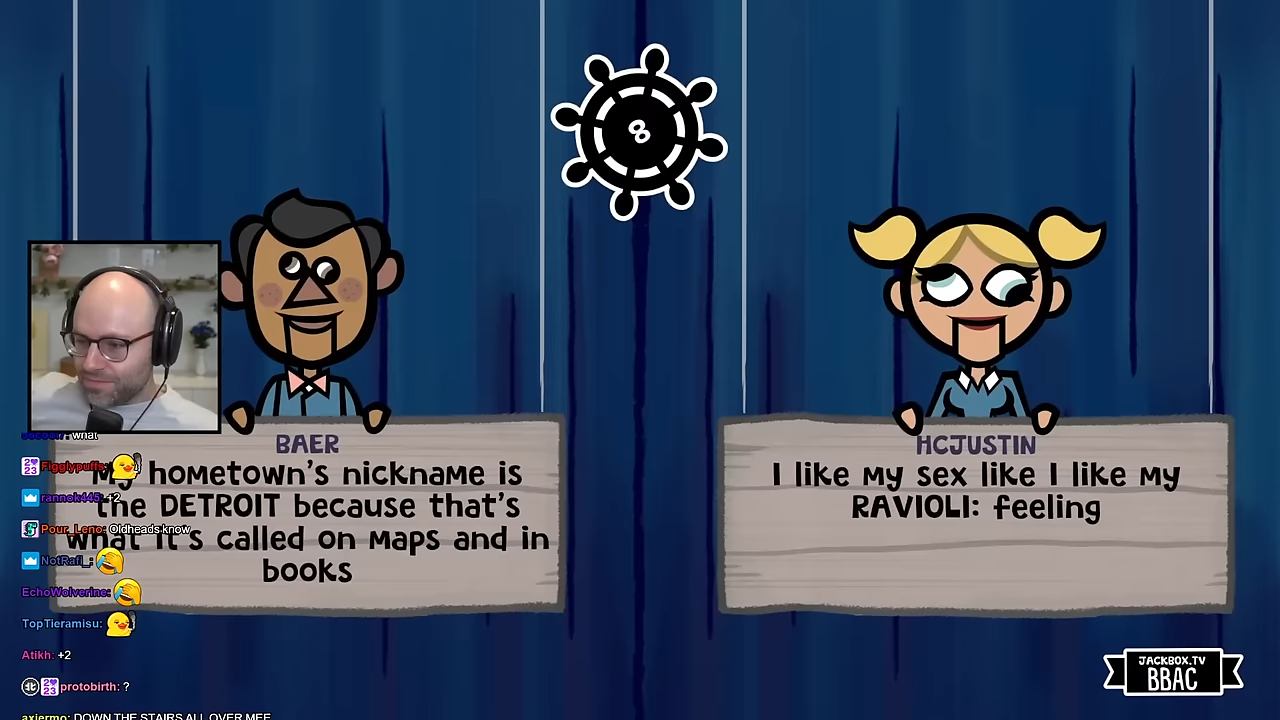 8
BAER
My hometown's nickname is
the DETROIT because that's
what it's called on maps and in
books
HCJUSTIN
I like my sex like I like my
RAVIOLI: feeling
what
Figglypuffs:
rannok445: +2
Pour_Leno: Oldheads know
NotRafi_:
EchoWolverine:
TopTieramisu:
Atikh: +2
protobirth: ?
axjermo: DOWN THE STAIRS ALL OVER MEE
JACKBOX.TV
BBAC